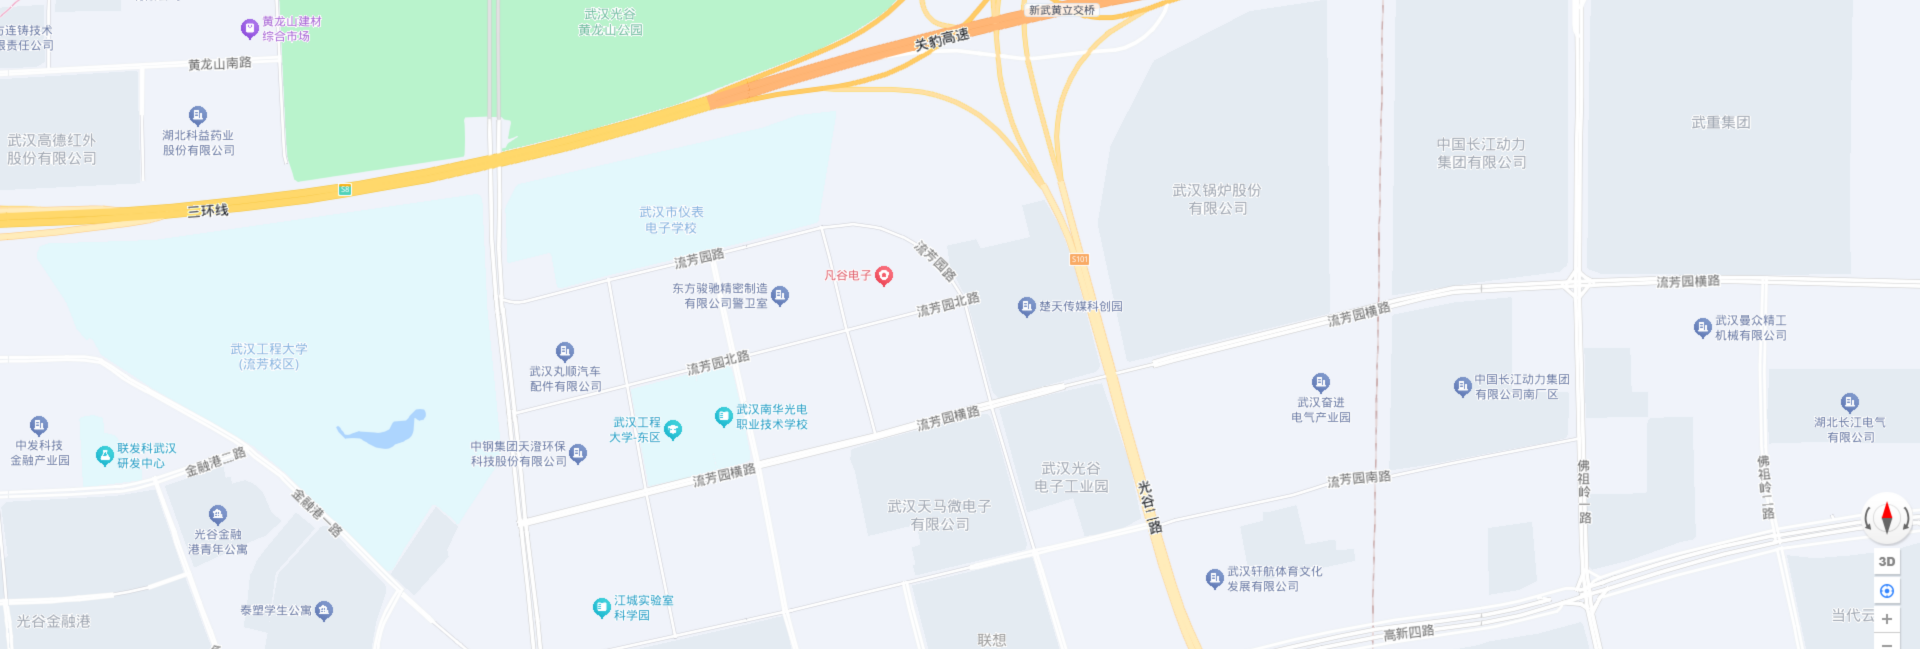 新武黄立交桥
武汉光谷
黄龙山公园
黄龙山建材
综合市场
连铸技术
责任公司
关豹高速
黄龙山南路
湖北科益药业
股份有限公司
武汉高德红外
股份有限公司
武重集团
中国长江动力
集团有限公司
武汉锅炉股份
有限公司
S8
三环线
武汉市仪表
电子学校
流芳园路
流芳园路
S101
凡谷电子
东方骏驰精密制造
有限公司警卫室
流芳园北路
楚天传媒科创园
流芳园横路
流芳园横路
武汉曼众精工
机械有限公司
武汉工程大学
(流芳校区)
武汉丸顺汽车
配件有限公司
流芳园北路
武汉奋进
电气产业园
中国长江动力集团
有限公司南厂区
湖北长江电气
有限公司
武汉工程
大学-东区
武汉南华光电
职业技术学校
流芳园横路
中发科技
金融产业园
联发科武汉
研发中心
金融港二路
中钢集团天澄环保
科技股份有限公司
流芳园横路
武汉光谷
电子工业园
流芳园南路
佛祖岭一路
佛祖岭二路
金融港一路
武汉天马微电子
有限公司
光谷二路
光谷金融
港青年公寓
3D
武汉轩航体育文化
发展有限公司
泰塑学生公寓
江城实验室
科学园
光谷金融港
联想
高新四路
当代云